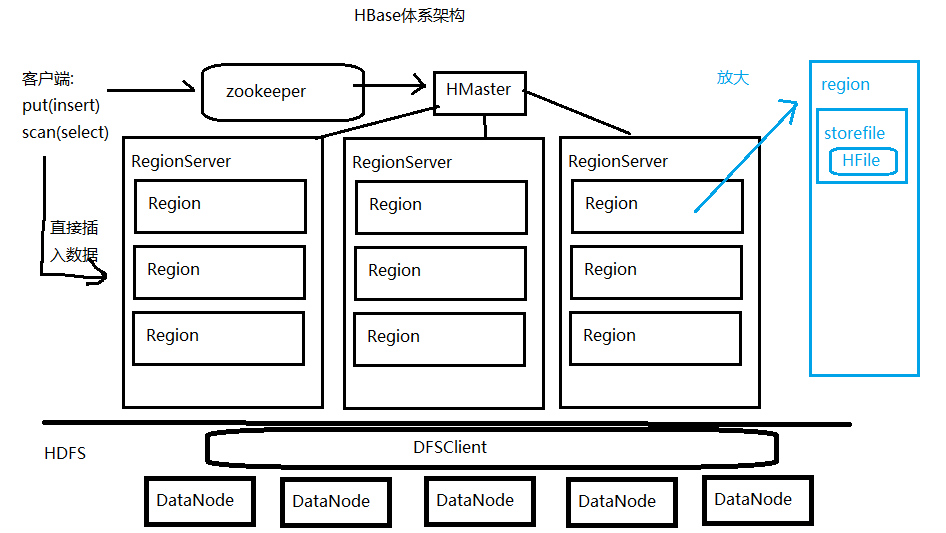 HBase体系架构
客户端:
put(insert)
scan(select)
zookeeper
HMaster
放大
region
storefile
HFile
直接插
入数据
RegionServer
Region
Region
Region
RegionServer
Region
Region
Region
RegionServer
Region
Region
Region
HDFS
DFSClient
DataNode
DataNode
DataNode
DataNode
DataNode